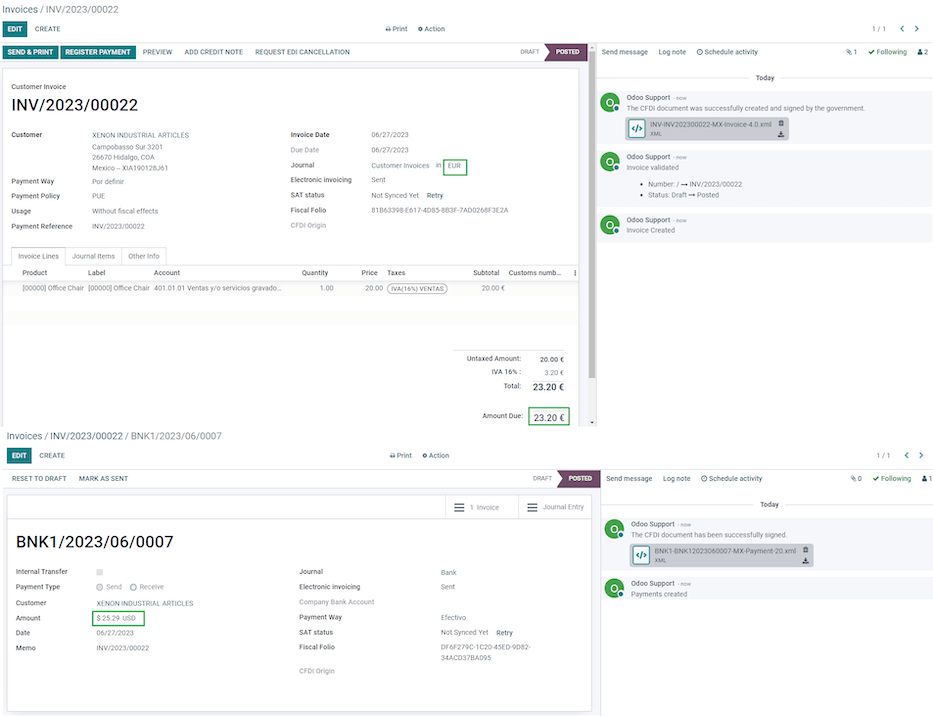 Invoices / INV/2023/00022
EDIT CREATE Print Action 1 / 1
SEND & PRINT REGISTER PAYMENT PREVIEW ADD CREDIT NOTE REQUEST EDI CANCELLATION DRAFT POSTED Send message Log note Schedule activity 1 Following 2
Today
Customer Invoice
INV/2023/00022
Customer XENON INDUSTRIAL ARTICLES
Campobasso Sur 3201
26670 Hidalgo, COA
Mexico – XIA190128J61
Payment Way Por definir
Payment Policy PUE
Usage Without fiscal effects
Payment Reference INV/2023/00022
Invoice Date 06/27/2023
Due Date 06/27/2023
Journal Customer Invoices in EUR
Electronic invoicing Sent
SAT status Not Synced Yet Retry
Fiscal Folio 81B63398-E617-4D85-8B3F-7AD0268F3E2A
CFDI Origin
Odoo Support - now
The CFDI document was successfully created and signed by the government.
INV-INV202300022-MX-Invoice-4.0.xml
XML
Odoo Support - now
Invoice validated
Number: / → INV/2023/00022
Status: Draft → Posted
Odoo Support - now
Invoice Created
Invoice Lines Journal Items Other Info
Product Label Account Quantity Price Taxes Subtotal Customs numb...
[00000] Office Chair [00000] Office Chair 401.01.01 Ventas y/o servicios gravado... 1.00 20.00 IVA(16%) VENTAS 20.00 €
Untaxed Amount: 20.00 €
IVA 16% : 3.20 €
Total: 23.20 €
Amount Due: 23.20 €
Invoices / INV/2023/00022 / BNK1/2023/06/0007
EDIT CREATE Print Action 1 / 1
RESET TO DRAFT MARK AS SENT DRAFT POSTED Send message Log note Schedule activity 0 Following 1
Today
1 Invoice Journal Entry
BNK1/2023/06/0007
Internal Transfer
Payment Type Send Receive
Customer XENON INDUSTRIAL ARTICLES
Amount $ 25.29 USD
Date 06/27/2023
Memo INV/2023/00022
Journal Bank
Electronic invoicing Sent
Company Bank Account
Payment Way Efectivo
SAT status Not Synced Yet Retry
Fiscal Folio DF6F279C-1C20-45ED-9D82-
34ACD37BA095
CFDI Origin
Odoo Support - now
The CFDI document has been successfully signed.
BNK1-BNK12023060007-MX-Payment-20.xml
XML
Odoo Support - now
Payments created